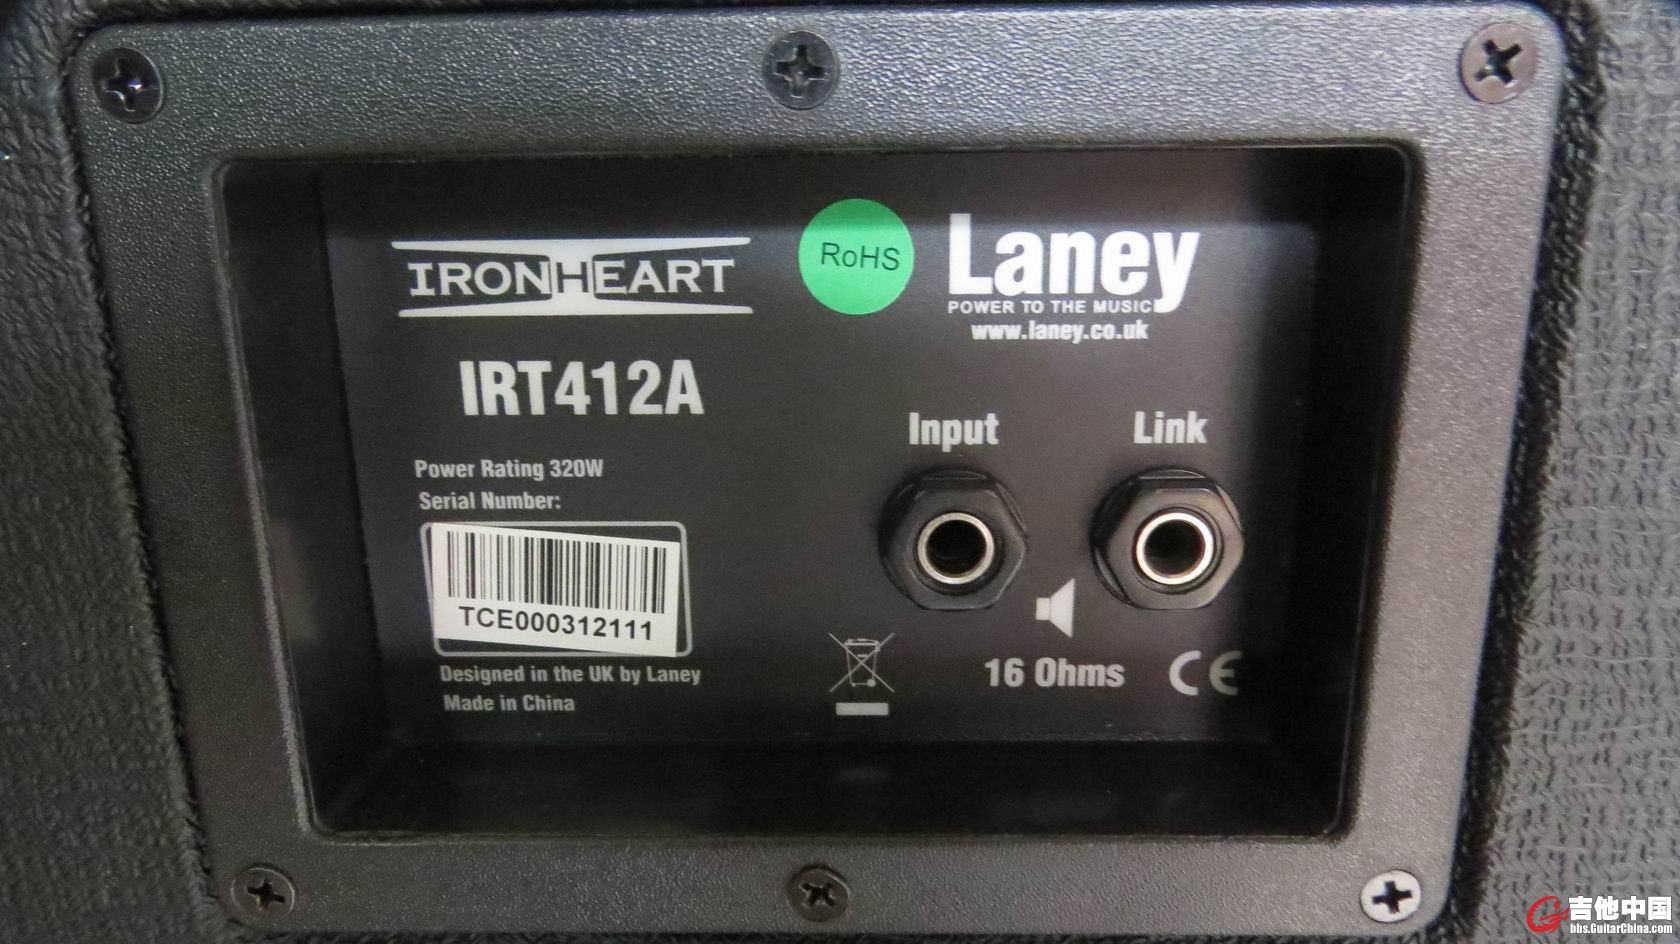 IRONHEART
RoHS
Laney
POWER TO THE MUSIC
www.laney.co.uk
IRT412A
Input
Link
Power Rating 320W
Serial Number:
TCE000312111
Designed in the UK by Laney
Made in China
16 Ohms
CE
吉他中国
bbs.GuitarChina.com